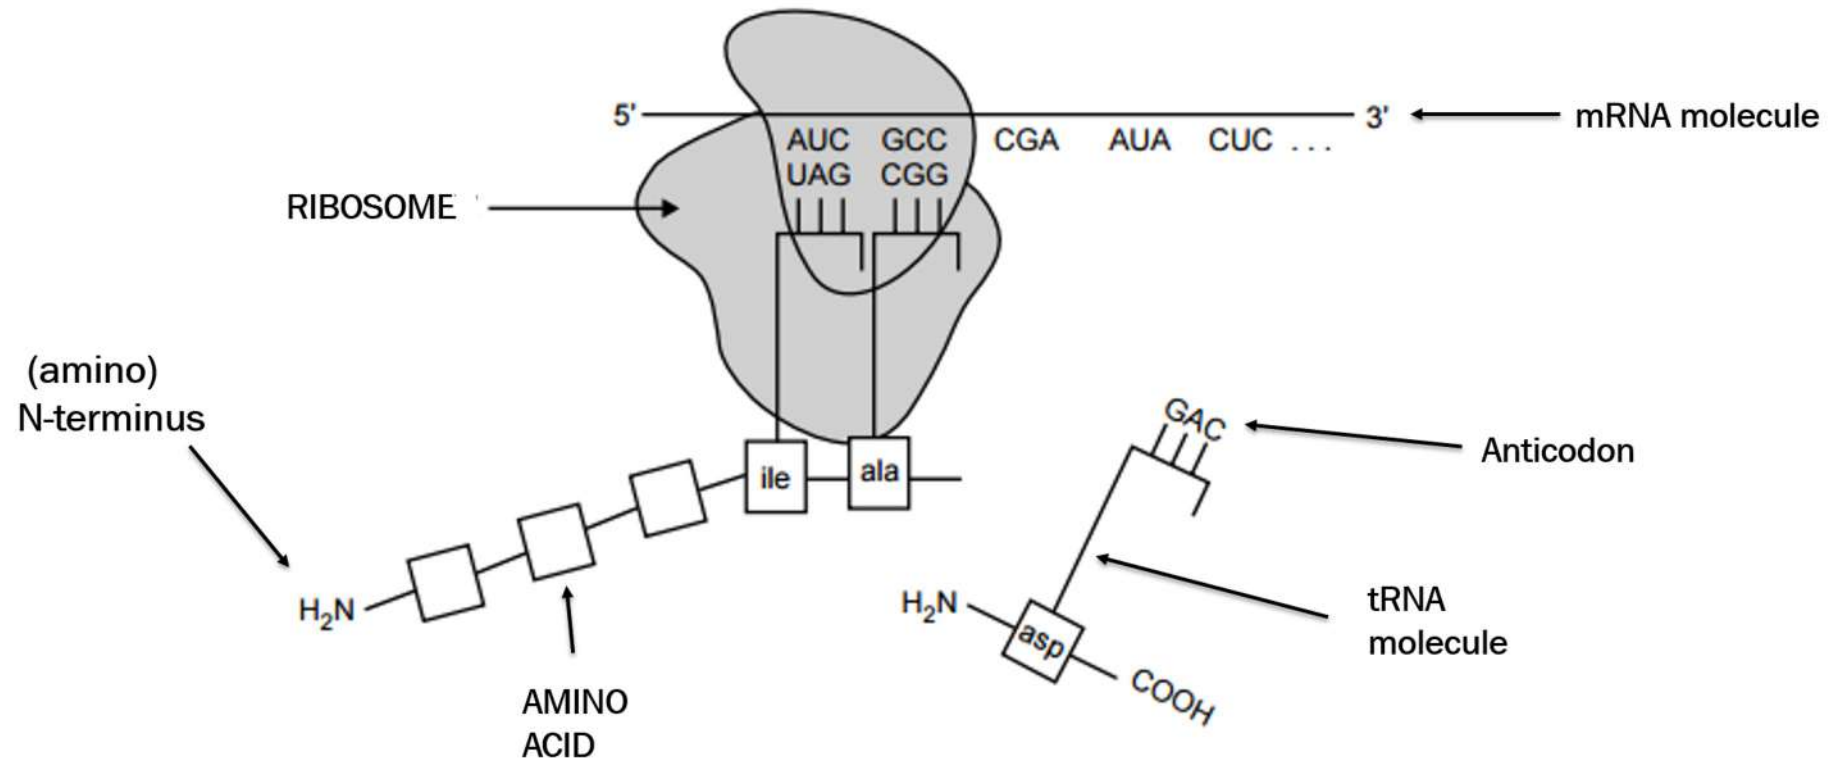 5' 3' mRNA molecule
AUC GCC CGA AUA CUC ...
UAG CGG
RIBOSOME
(amino)
N-terminus
GAC
Anticodon
ile ala
H₂N
H₂N
asp
COOH
tRNA
molecule
AMINO
ACID